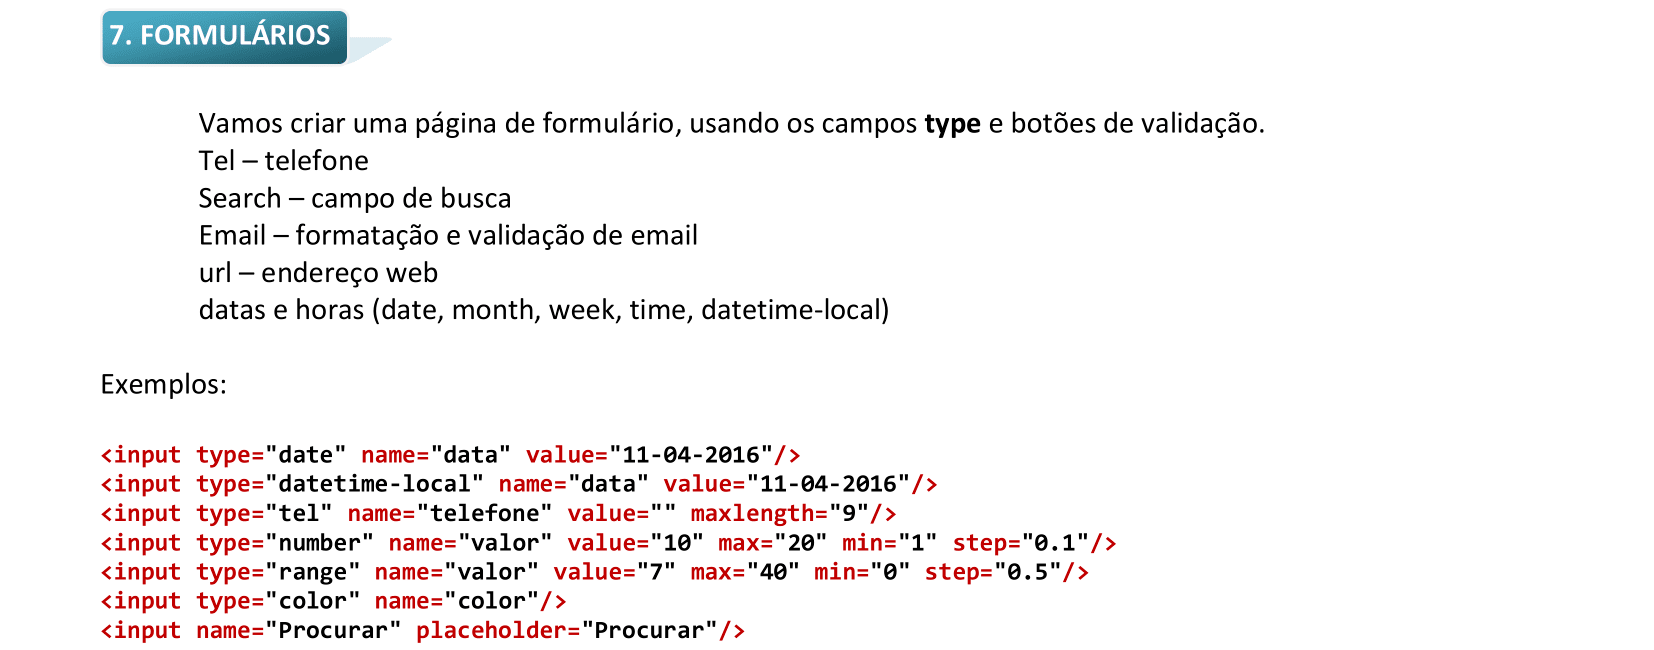 7. FORMULÁRIOS
Vamos criar uma página de formulário, usando os campos type e botões de validação.
Tel – telefone
Search – campo de busca
Email – formatação e validação de email
url – endereço web
datas e horas (date, month, week, time, datetime-local)
Exemplos:
<input type="date" name="data" value="11-04-2016"/>
<input type="datetime-local" name="data" value="11-04-2016"/>
<input type="tel" name="telefone" value="" maxlength="9"/>
<input type="number" name="valor" value="10" max="20" min="1" step="0.1"/>
<input type="range" name="valor" value="7" max="40" min="0" step="0.5"/>
<input type="color" name="color"/>
<input name="Procurar" placeholder="Procurar"/>